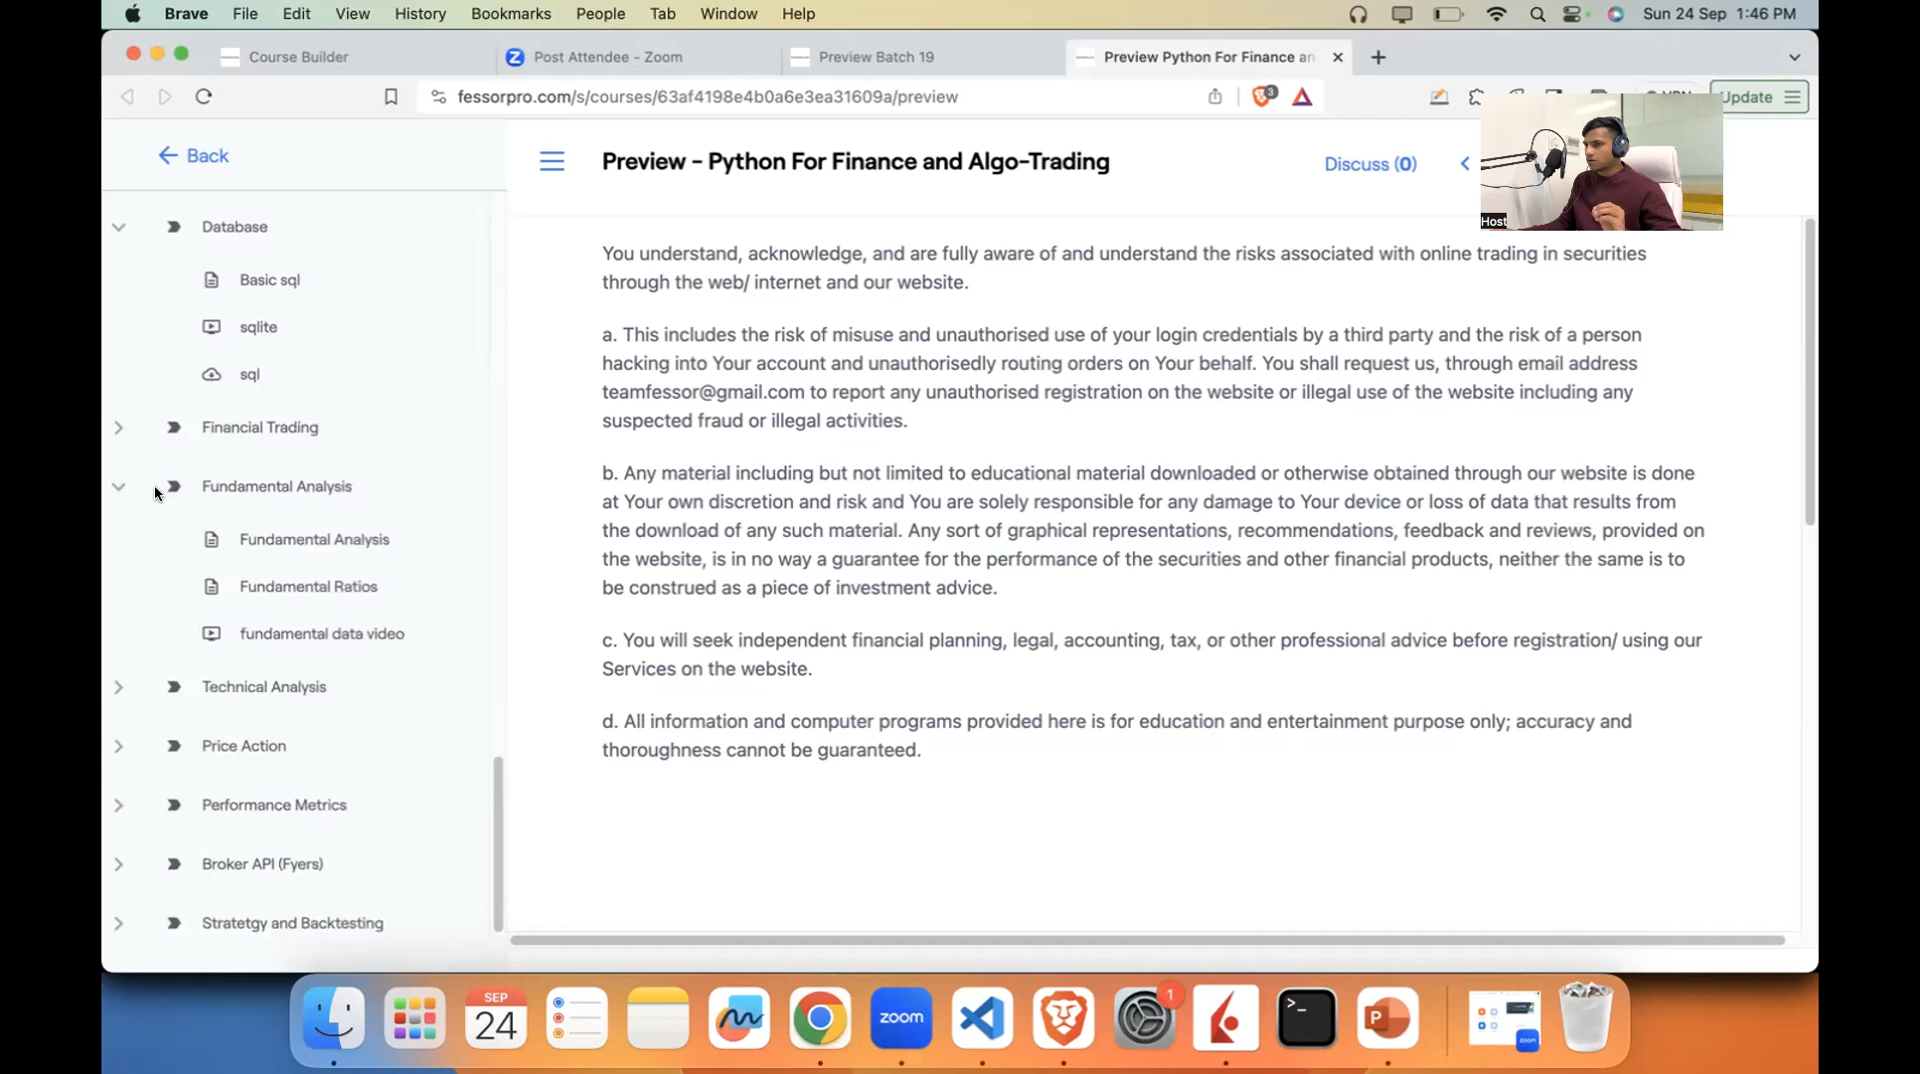 Brave File Edit View History Bookmarks People Tab Window Help
Sun 24 Sep 1:46 PM
Course Builder
Post Attendee - Zoom
Preview Batch 19
Preview Python For Finance an
fessorpro.com/s/courses/63af4198e4b0a6e3ea31609a/preview
3
Update
Back
Database
Basic sql
sqlite
sql
Financial Trading
Fundamental Analysis
Fundamental Analysis
Fundamental Ratios
fundamental data video
Technical Analysis
Price Action
Performance Metrics
Broker API (Fyers)
Stratetgy and Backtesting
Preview - Python For Finance and Algo-Trading
Discuss (0)
Host
You understand, acknowledge, and are fully aware of and understand the risks associated with online trading in securities
through the web/ internet and our website.
a. This includes the risk of misuse and unauthorised use of your login credentials by a third party and the risk of a person
hacking into Your account and unauthorisedly routing orders on Your behalf. You shall request us, through email address
teamfessor@gmail.com to report any unauthorised registration on the website or illegal use of the website including any
suspected fraud or illegal activities.
b. Any material including but not limited to educational material downloaded or otherwise obtained through our website is done
at Your own discretion and risk and You are solely responsible for any damage to Your device or loss of data that results from
the download of any such material. Any sort of graphical representations, recommendations, feedback and reviews, provided on
the website, is in no way a guarantee for the performance of the securities and other financial products, neither the same is to
be construed as a piece of investment advice.
c. You will seek independent financial planning, legal, accounting, tax, or other professional advice before registration/ using our
Services on the website.
d. All information and computer programs provided here is for education and entertainment purpose only; accuracy and
thoroughness cannot be guaranteed.
SEP
24
zoom
1
P
zoom